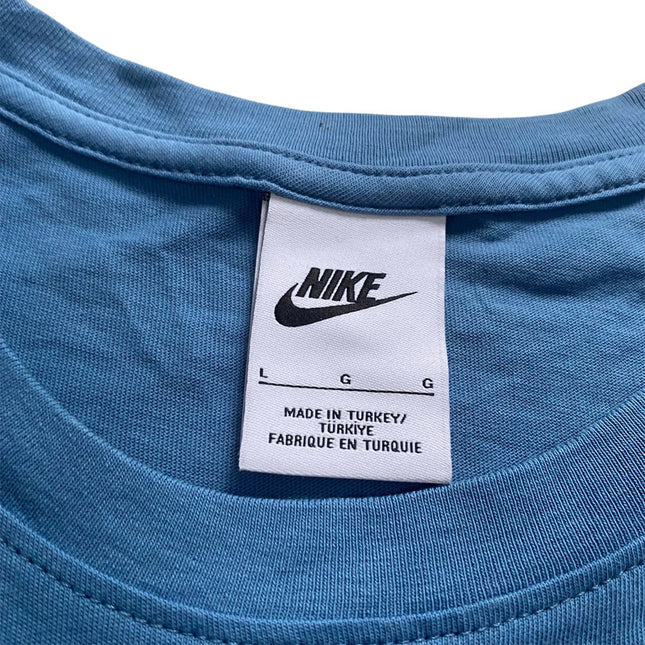 NIKE
L G G
MADE IN TURKEY/
TÜRKİYE
FABRIQUE EN TURQUIE